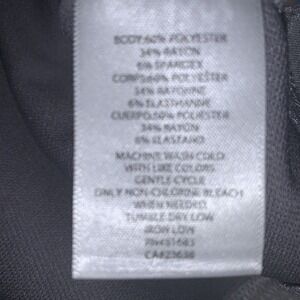 BODY:60% POLYESTER
34% RAYON
6% SPANDEX
CORPS:60% POLYESTER
34% RAYONNE
6% ELASTHANNE
CUERPO:60% POLIESTER
34% RAYON
6% ELASTANO
MACHINE WASH COLD
WITH LIKE COLORS
GENTLE CYCLE
ONLY NON-CHLORINE BLEACH
WHEN NEEDED
TUMBLE DRY LOW
IRON LOW